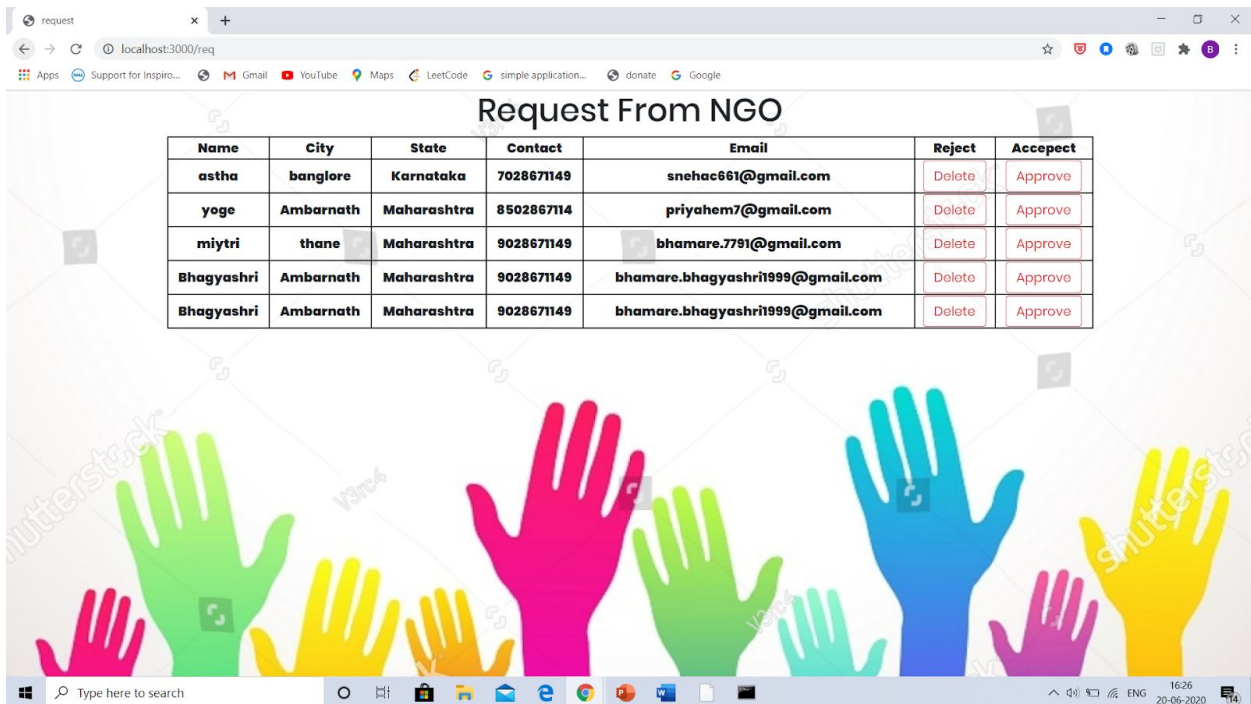 request
localhost:3000/req
B
Apps Support for Inspiro... Gmail YouTube Maps LeetCode simple application... donate Google
Request From NGO
Name City State Contact Email Reject Accepect
astha banglore Karnataka 7028671149 snehac661@gmail.com Delete Approve
yoge Ambarnath Maharashtra 8502867114 priyahem7@gmail.com Delete Approve
miytri thane Maharashtra 9028671149 bhamare.7791@gmail.com Delete Approve
Bhagyashri Ambarnath Maharashtra 9028671149 bhamare.bhagyashri1999@gmail.com Delete Approve
Bhagyashri Ambarnath Maharashtra 9028671149 bhamare.bhagyashri1999@gmail.com Delete Approve
Type here to search
ENG
16:26
20-06-2020
14